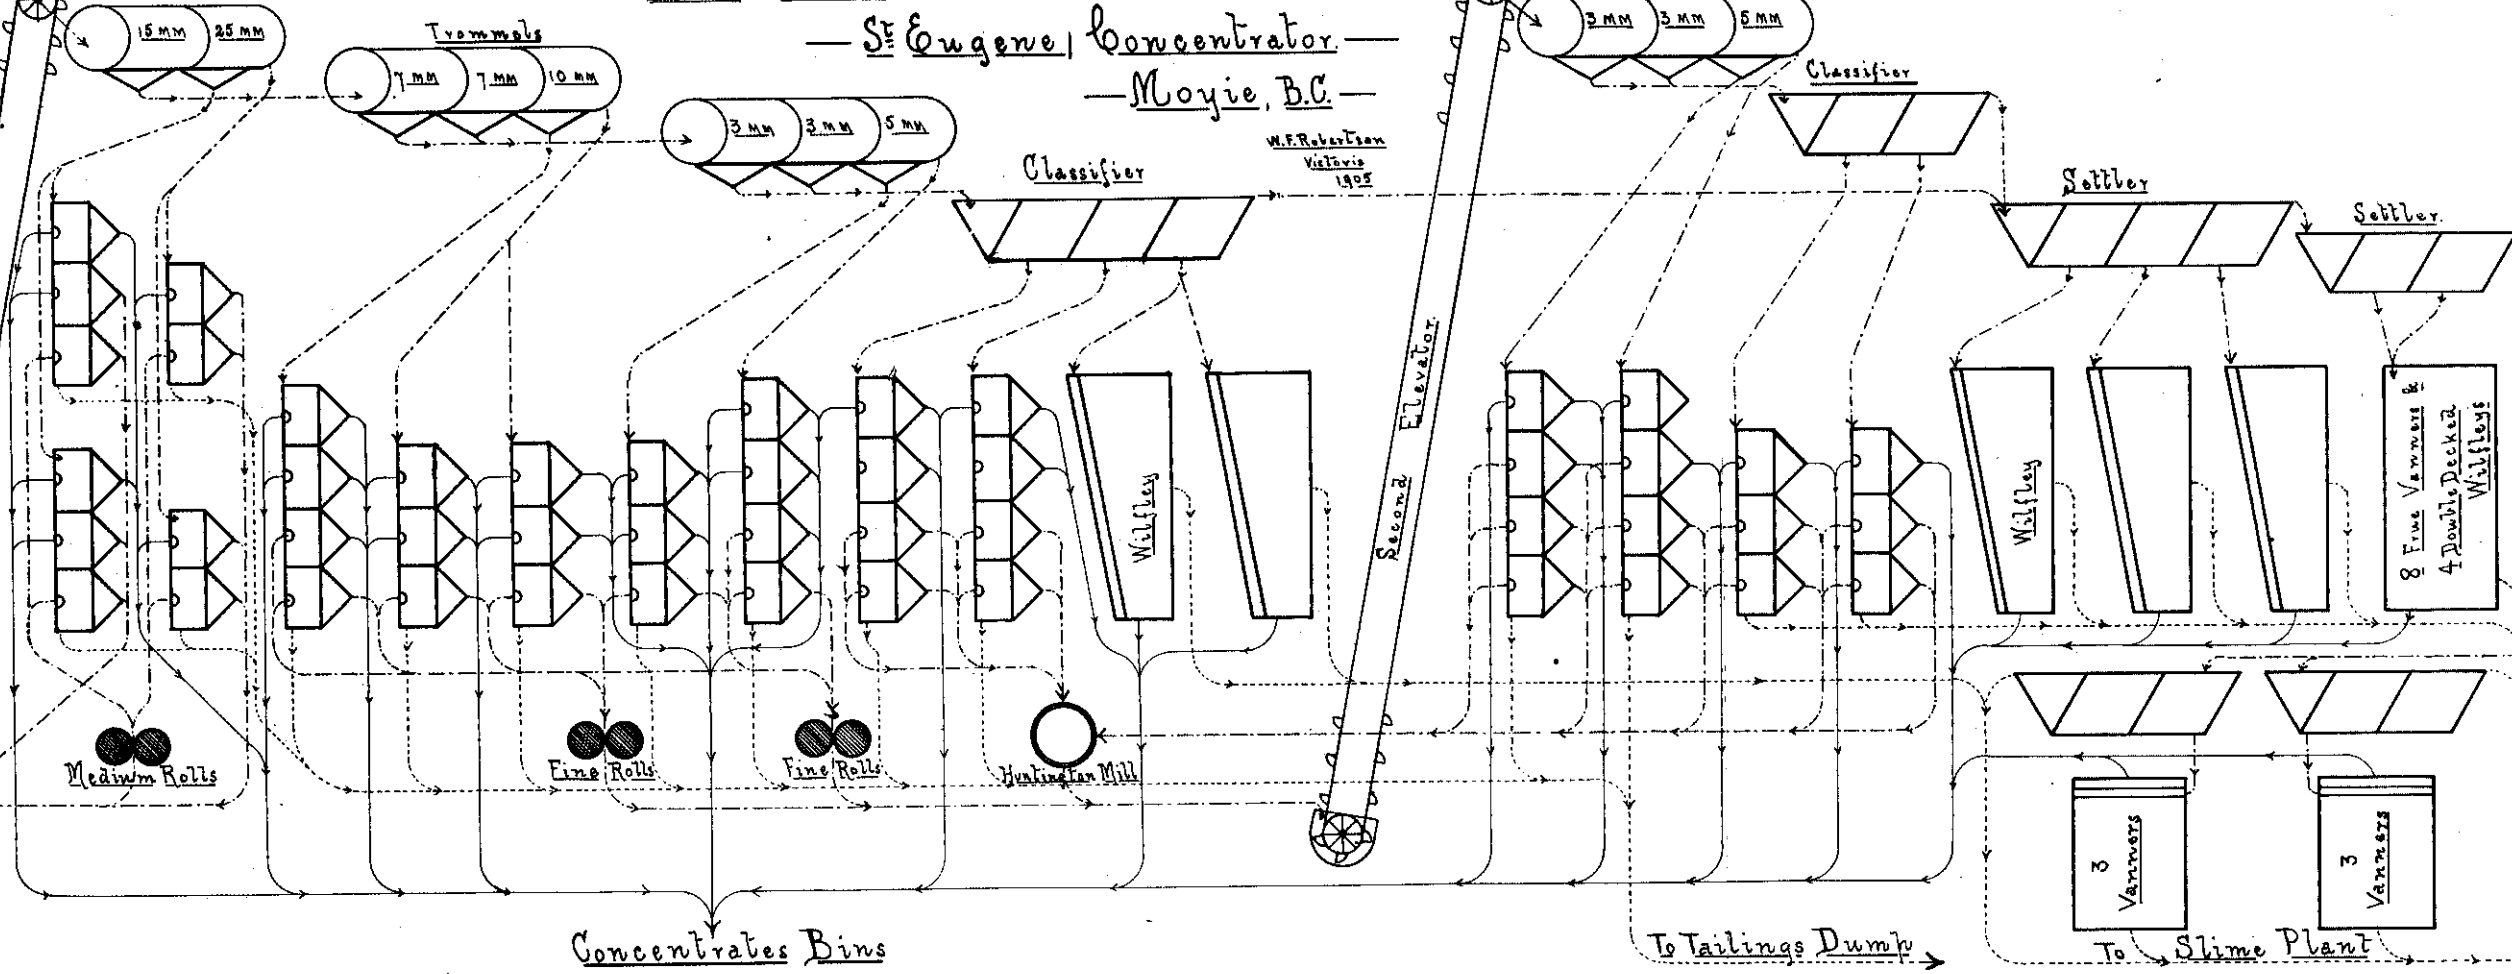 15 MM 25 MM
Trommels
7 MM 7 MM 10 MM
3 MM 3 MM 5 MM
— St Eugene, Concentrator. —
— Moyie, B.C. —
W.F. Robertson
Victoria
1905
3 MM 3 MM 5 MM
Classifier
Classifier
Settler
Settler.
Second Elevator.
Wilfley
Wilfley
8 Frue Vanners &
4 Double Decked
Wilfleys
Medium Rolls
Fine Rolls
Fine Rolls
Huntington Mill
3
Vanners
3
Vanners
Concentrates Bins
To Tailings Dump
To Slime Plant